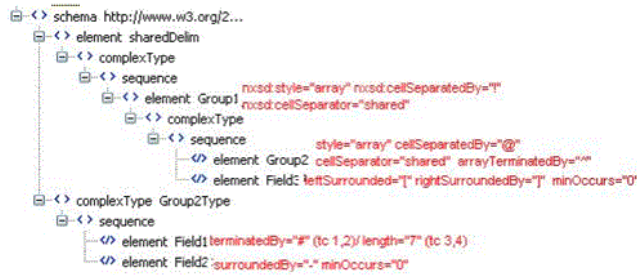 schema http://www.w3.org/2...
element sharedDelim
complexType
sequence
element Group1 nxsd:style="array" nxsd:cellSeparatedBy="!"
nxsd:cellSeparator="shared"
complexType
sequence
style="array" cellSeparatedBy="@"
element Group2 cellSeparator="shared" arrayTerminatedBy="^"
element Field3 leftSurrounded="[" rightSurroundedBy="]" minOccurs="0"
complexType Group2Type
sequence
element Field1 terminatedBy="#" (tc 1,2)/ length="7" (tc 3,4)
element Field2 surroundedBy="-" minOccurs="0"